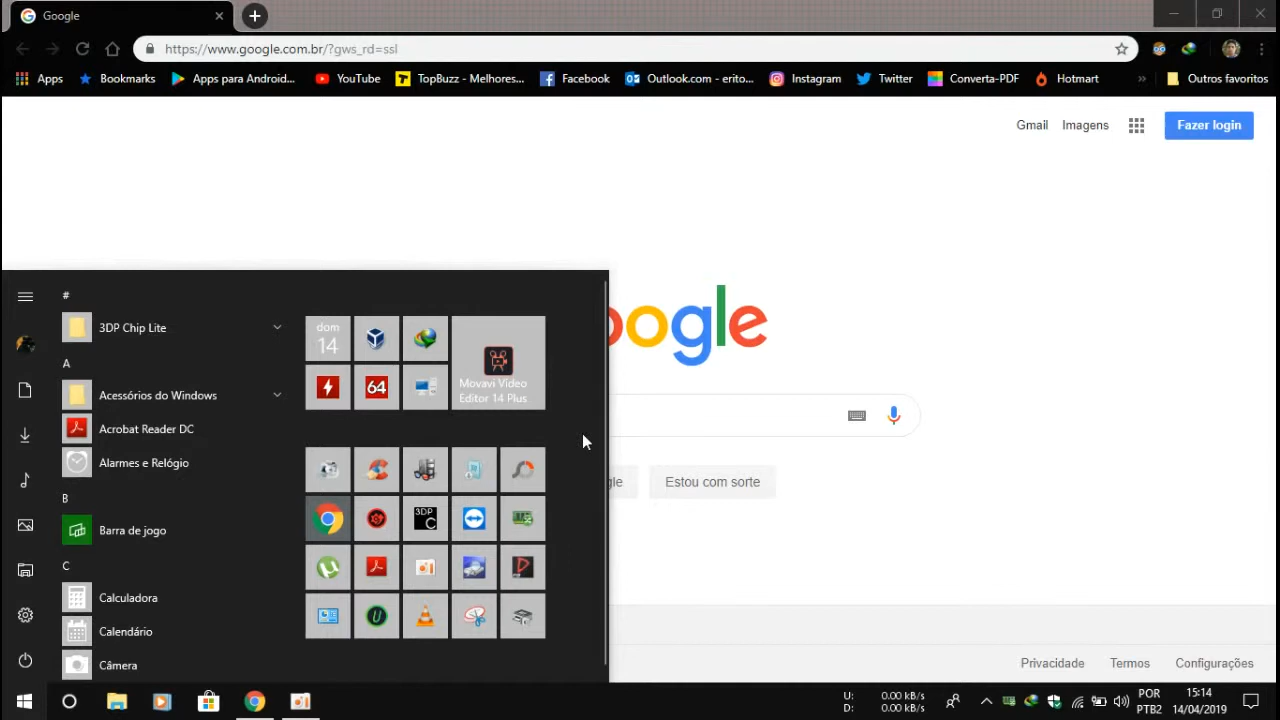 Google
https://www.google.com.br/?gws_rd=ssl
Apps
Bookmarks
Apps para Android...
YouTube
TopBuzz - Melhores...
Facebook
Outlook.com - erito...
Instagram
Twitter
Converta-PDF
Hotmart
»
Outros favoritos
Gmail
Imagens
Fazer login
oogle
gle
Estou com sorte
Privacidade
Termos
Configurações
#
3DP Chip Lite
A
Acessórios do Windows
Acrobat Reader DC
Alarmes e Relógio
B
Barra de jogo
C
Calculadora
Calendário
Câmera
dom
14
64
Movavi Video
Editor 14 Plus
3DP
C
U: 0.00 kB/s
D: 0.00 kB/s
POR
PTB2
15:14
14/04/2019